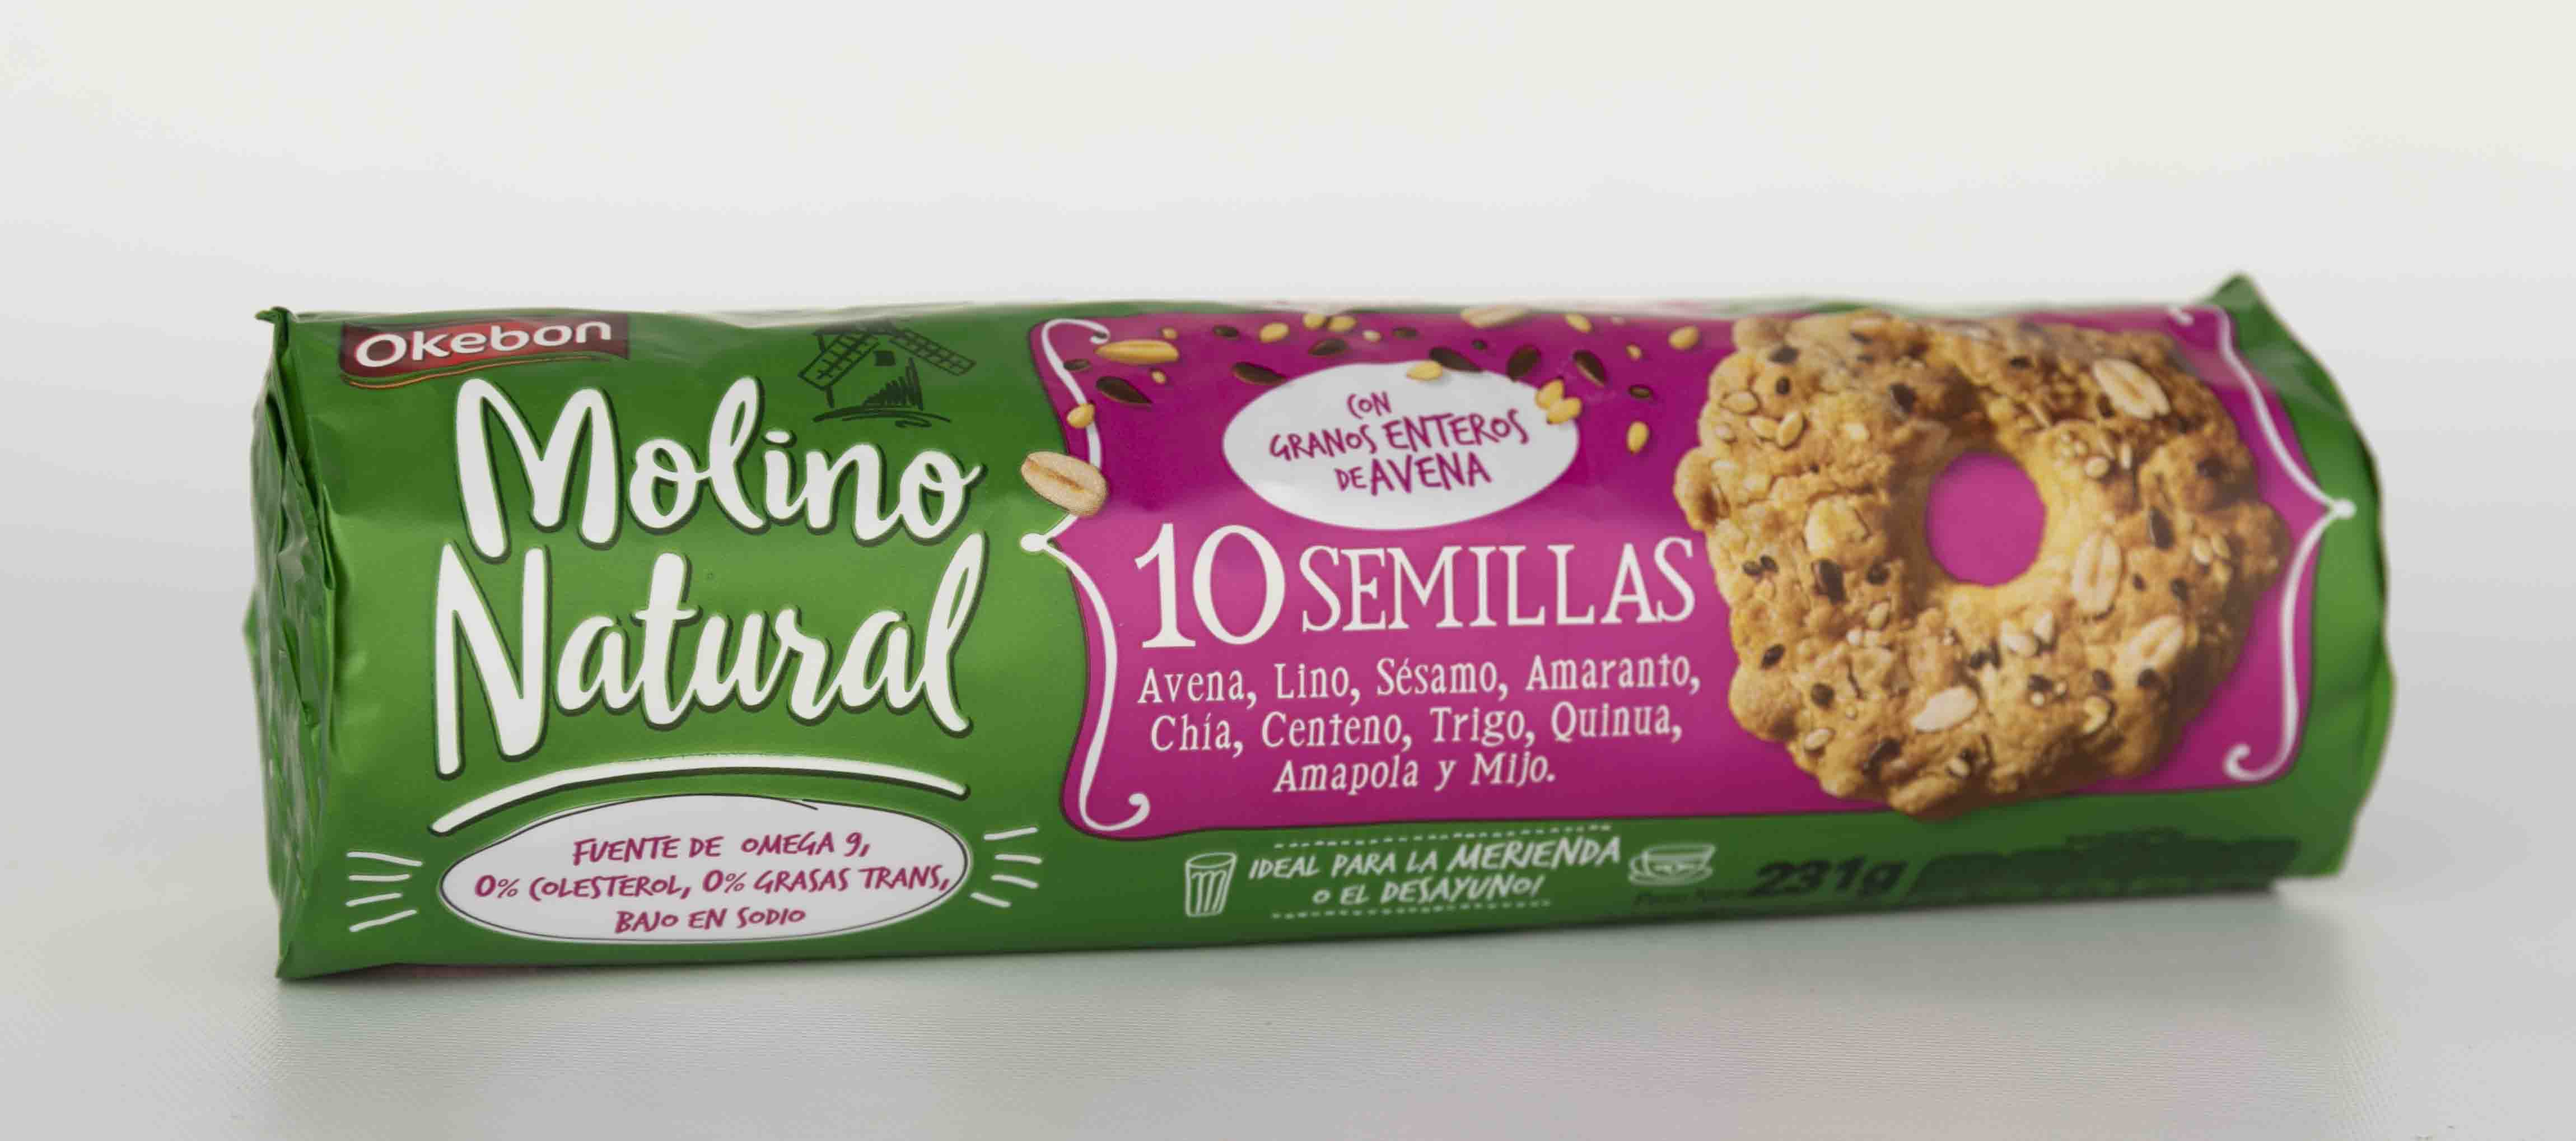 Okebon
Molino
Natural
FUENTE DE OMEGA 9,
0% COLESTEROL, 0% GRASAS TRANS,
BAJO EN SODIO
CON
GRANOS ENTEROS
DE AVENA
10 SEMILLAS
Avena, Lino, Sésamo, Amaranto,
Chía, Centeno, Trigo, Quinua,
Amapola y Mijo.
IDEAL PARA LA MERIENDA
O EL DESAYUNO!
231g